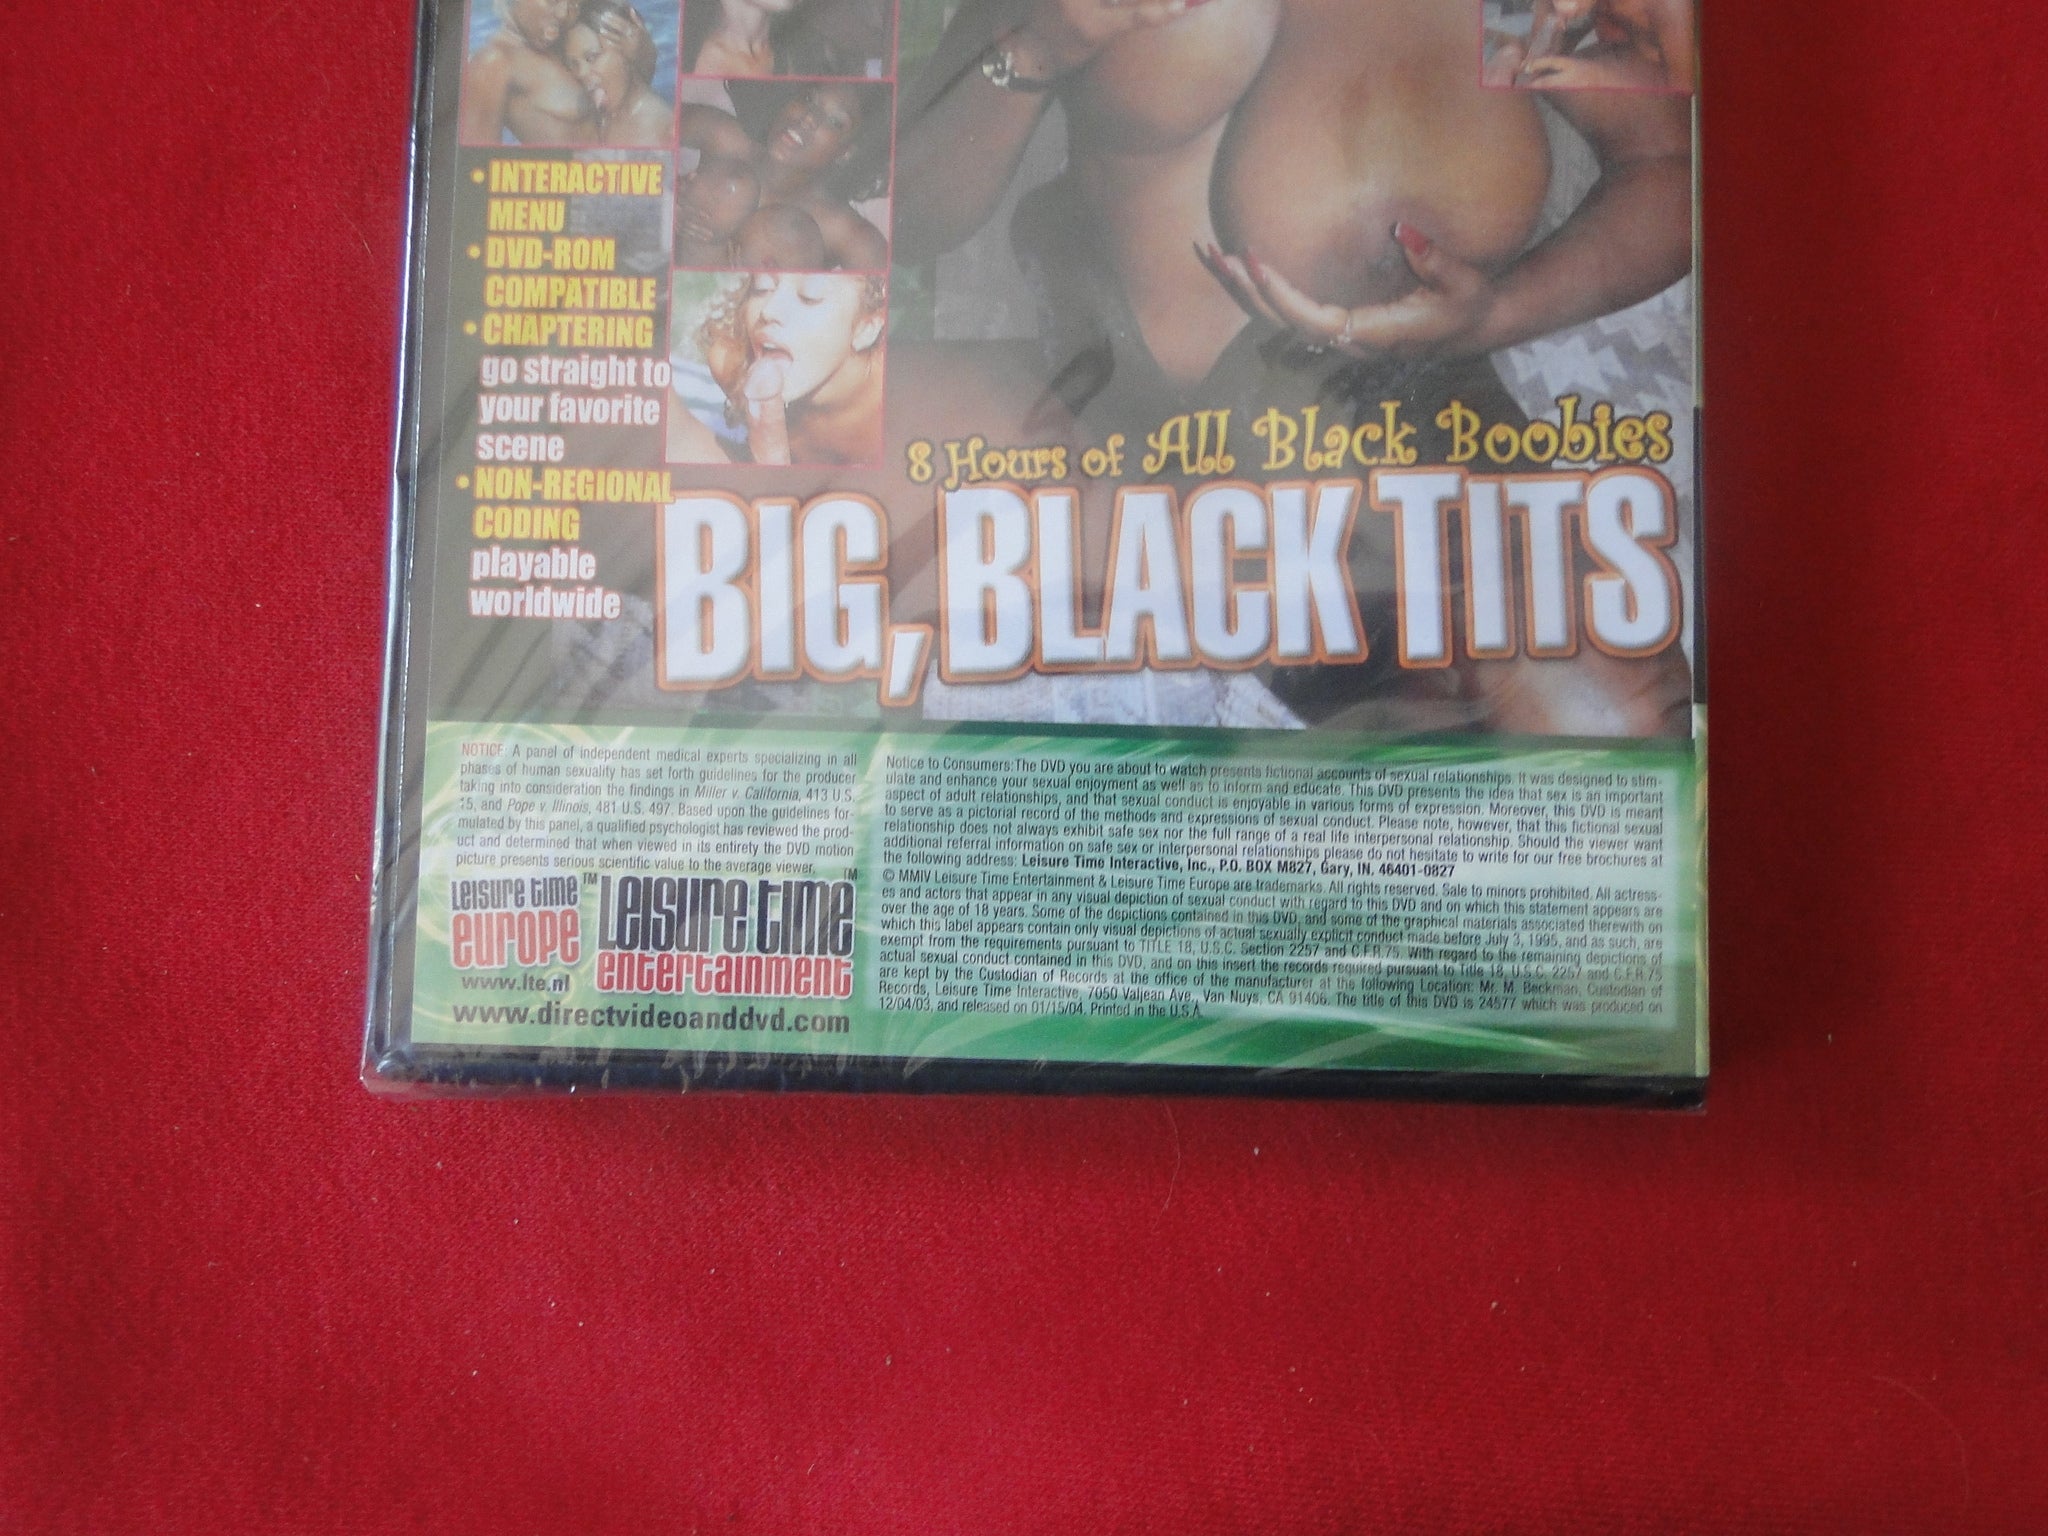 • INTERACTIVE
MENU
• DVD-ROM
COMPATIBLE
• CHAPTERING
go straight to
your favorite
scene
• NON-REGIONAL
CODING
playable
worldwide
8 Hours of All Black Boobies
BIG, BLACK TITS
NOTICE: A panel of independent medical experts specializing in all
phases of human sexuality has set forth guidelines for the producer
taking into consideration the findings in Miller v. California, 413 U.S.
15, and Pope v. Illinois, 481 U.S. 497. Based upon the guidelines for-
mulated by this panel, a qualified psychologist has reviewed the prod-
uct and determined that when viewed in its entirety the DVD motion
picture presents serious scientific value to the average viewer.
Leisure Time ™
europe
www.lte.nl
Leisure Time ™
entertainment
www.directvideoanddvd.com
Notice to Consumers: The DVD you are about to watch presents fictional accounts of sexual relationships. It was designed to stim-
ulate and enhance your sexual enjoyment as well as to inform and educate. This DVD presents the idea that sex is an important
aspect of adult relationships, and that sexual conduct is enjoyable in various forms of expression. Moreover, this DVD is meant
to serve as a pictorial record of the methods and expressions of sexual conduct. Please note, however, that this fictional sexual
relationship does not always exhibit safe sex nor the full range of a real life interpersonal relationship. Should the viewer want
additional referral information on safe sex or interpersonal relationships please do not hesitate to write for our free brochures at
the following address: Leisure Time Interactive, Inc., P.O. BOX M827, Gary, IN. 46401-0827
© MMIV Leisure Time Entertainment & Leisure Time Europe are trademarks. All rights reserved. Sale to minors prohibited. All actress-
es and actors that appear in any visual depiction of sexual conduct with regard to this DVD and on which this statement appears are
over the age of 18 years. Some of the depictions contained in this DVD, and some of the graphical materials associated therewith on
which this label appears contain only visual depictions of actual sexually explicit conduct made before July 3, 1995, and as such, are
exempt from the requirements pursuant to TITLE 18, U.S.C. Section 2257 and C.F.R.75. With regard to the remaining depictions of
actual sexual conduct contained in this DVD, and on this insert the records required pursuant to Title 18, U.S.C. 2257 and C.F.R.75
are kept by the Custodian of Records at the office of the manufacturer at the following Location: Mr. M. Beckman, Custodian of
Records, Leisure Time Interactive, 7050 Valjean Ave., Van Nuys, CA 91406. The title of this DVD is 24577 which was produced on
12/04/03, and released on 01/15/04. Printed in the U.S.A.